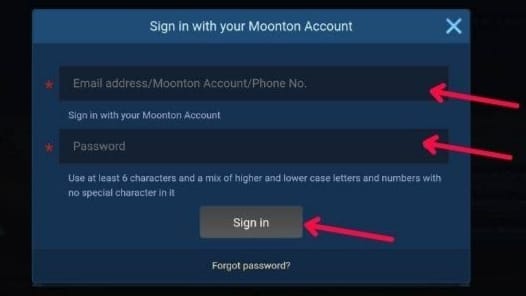 Sign in with your Moonton Account
* Email address/Moonton Account/Phone No.
Sign in with your Moonton Account
* Password
Use at least 6 characters and a mix of higher and lower case letters and numbers with
no special character in it
Sign in
Forgot password?